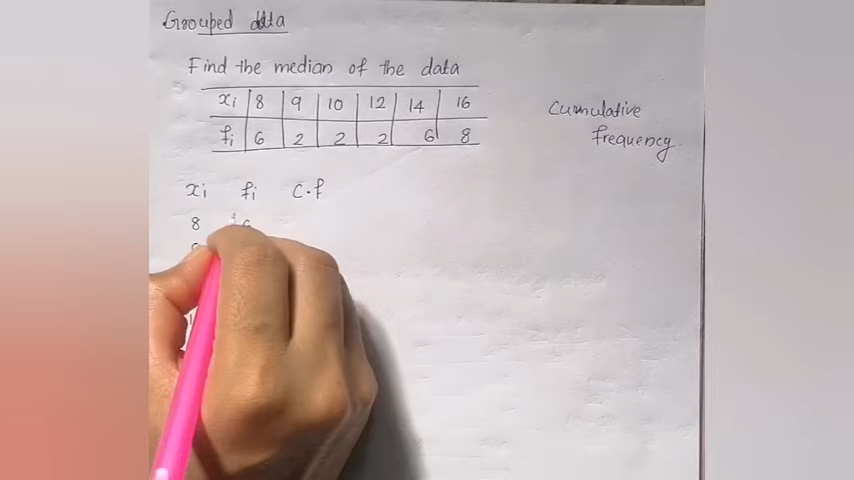 Grouped data
Find the median of the data
xi 8 9 10 12 14 16
fi 6 2 2 2 6 8
Cumulative
frequency.
xi fi c.f
8